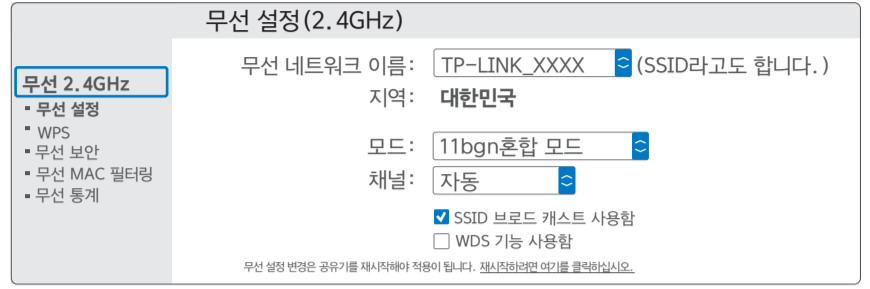 무선 설정(2.4GHz)
무선 2.4GHz
▪ 무선 설정
▪ WPS
▪ 무선 보안
▪ 무선 MAC 필터링
▪ 무선 통계
무선 네트워크 이름: TP-LINK_XXXX (SSID라고도 합니다.)
지역: 대한민국
모드: 11bgn혼합 모드
채널: 자동
SSID 브로드 캐스트 사용함
WDS 기능 사용함
무선 설정 변경은 공유기를 재시작해야 적용이 됩니다. 재시작하려면 여기를 클릭하십시오.